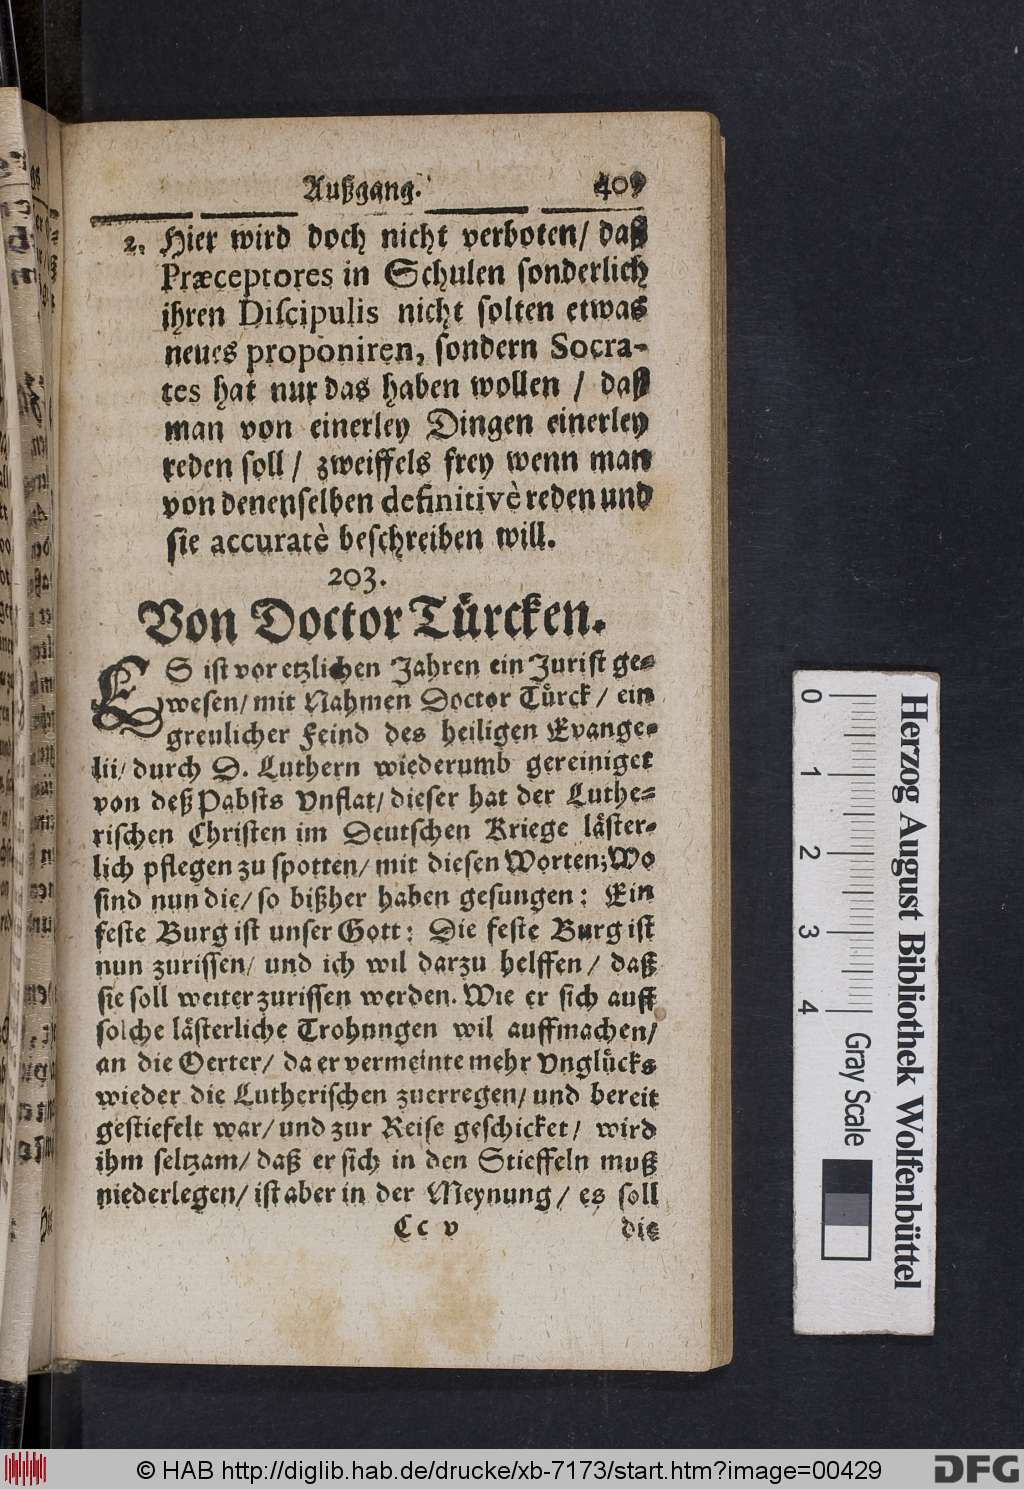 Außgang. 409
2. Hier wird doch nicht verboten/ daß
Præceptores in Schulen sonderlich
ihren Discipulis nicht solten etwas
neues proponiren, sondern Socra-
tes hat nur das haben wollen / daß
man von einerley Dingen einerley
reden soll / zweiffels frey wenn man
von denenselben definitivè reden und
sie accuratè beschreiben will.
203.
Von Doctor Türcken.
ES ist vor etzlichen Jahren ein Jurist ge-
wesen/ mit Nahmen Doctor Türck / ein
greulicher Feind des heiligen Evange-
lii/ durch D. Luthern wiederumb gereiniget
von deß Pabsts Vnflat/ dieser hat der Luthe-
rischen Christen im Deutschen Kriege läster-
lich pflegen zu spotten/ mit diesen Worten; Wo
sind nun die/ so bißher haben gesungen: Ein
feste Burg ist unser Gott: Die feste Burg ist
nun zurissen/ und ich wil darzu helffen / daß
sie soll weiter zurissen werden. Wie er sich auff
solche lästerliche Trohungen wil auffmachen/
an die Oerter/ da er vermeinte mehr Vnglücks
wieder die Lutherischen zuerregen/ und bereit
gestiefelt war/ und zur Reise geschicket/ wird
ihm seltzam/ daß er sich in den Stieffeln muß
niederlegen/ ist aber in der Meynung / es soll
Cc v die
0 1 2 3 4
Gray Scale
Herzog August Bibliothek Wolfenbüttel
© HAB http://diglib.hab.de/drucke/xb-7173/start.htm?image=00429
DFG